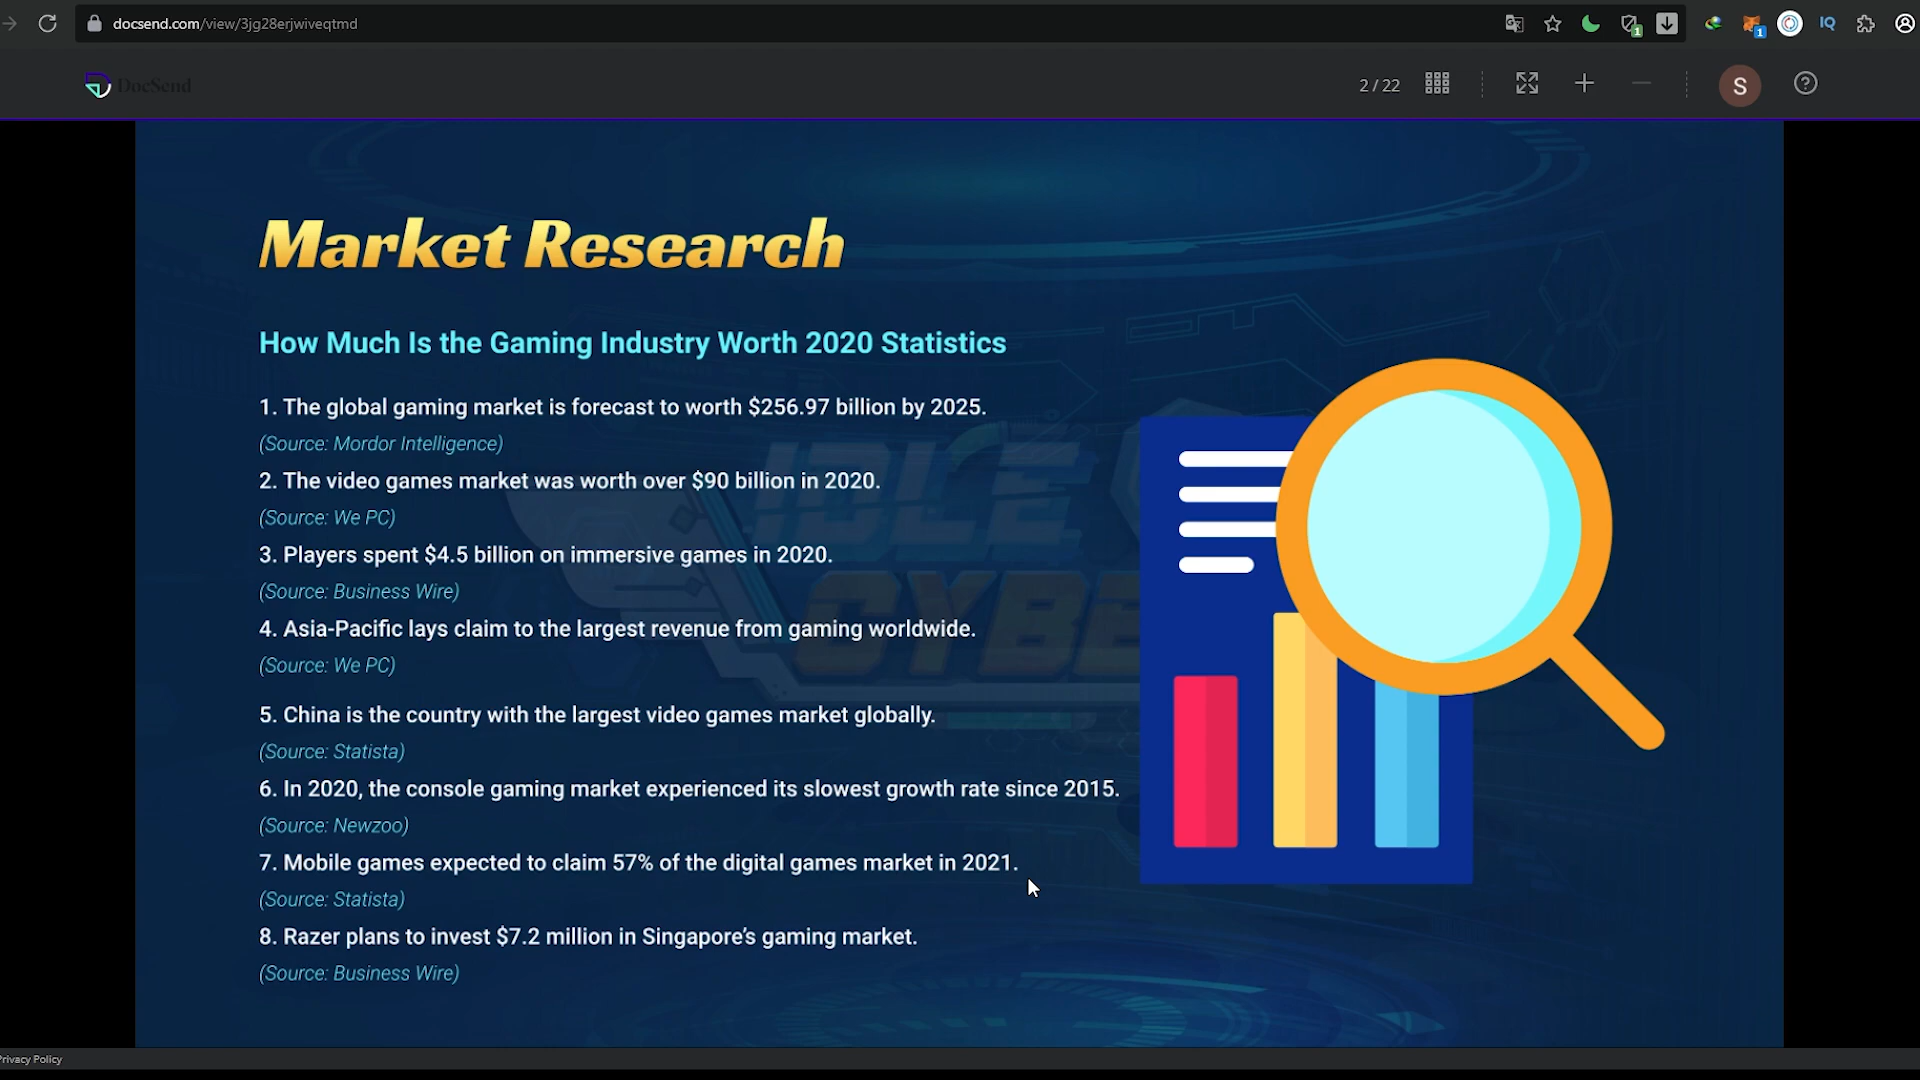 docsend.com/view/3jg28erjwiveqtmd
1
1
IQ
DocSend
2 / 22
S
Market Research
How Much Is the Gaming Industry Worth 2020 Statistics
1. The global gaming market is forecast to worth $256.97 billion by 2025.
(Source: Mordor Intelligence)
2. The video games market was worth over $90 billion in 2020.
(Source: We PC)
3. Players spent $4.5 billion on immersive games in 2020.
(Source: Business Wire)
4. Asia-Pacific lays claim to the largest revenue from gaming worldwide.
(Source: We PC)
5. China is the country with the largest video games market globally.
(Source: Statista)
6. In 2020, the console gaming market experienced its slowest growth rate since 2015.
(Source: Newzoo)
7. Mobile games expected to claim 57% of the digital games market in 2021.
(Source: Statista)
8. Razer plans to invest $7.2 million in Singapore’s gaming market.
(Source: Business Wire)
IDLE
CYBE
Privacy Policy